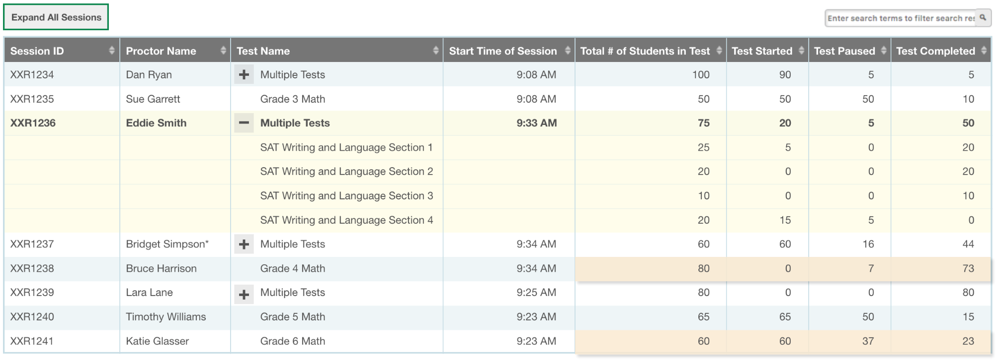 Expand All Sessions
Enter search terms to filter search
Session ID Proctor Name Test Name Start Time of Session Total # of Students in Test Test Started Test Paused Test Completed
XXR1234 Dan Ryan + Multiple Tests 9:08 AM 100 90 5 5
XXR1235 Sue Garrett Grade 3 Math 9:08 AM 50 50 50 10
XXR1236 Eddie Smith − Multiple Tests 9:33 AM 75 20 5 50
SAT Writing and Language Section 1 25 5 0 20
SAT Writing and Language Section 2 20 0 0 20
SAT Writing and Language Section 3 10 0 0 10
SAT Writing and Language Section 4 20 15 5 0
XXR1237 Bridget Simpson* + Multiple Tests 9:34 AM 60 60 16 44
XXR1238 Bruce Harrison Grade 4 Math 9:34 AM 80 0 7 73
XXR1239 Lara Lane + Multiple Tests 9:25 AM 80 0 0 80
XXR1240 Timothy Williams Grade 5 Math 9:23 AM 65 65 50 15
XXR1241 Katie Glasser Grade 6 Math 9:23 AM 60 60 37 23